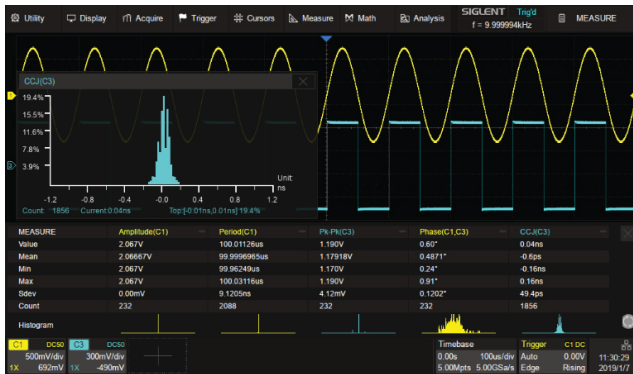 Utility Display Acquire Trigger Cursors Measure Math Analysis SIGLENT Trig'd MEASURE
f = 9.999994kHz
CCJ(C3)
19.4%
15.5%
11.6%
7.8%
3.9%
Unit:
ns
-1.2 -0.8 -0.4 -0.0 0.4 0.8 1.2
Count 1856 Current:0.04ns Top:[-0.01ns,0.01ns] 19.4%
MEASURE Amplitude(C1) Period(C1) Pk-Pk(C3) Phase(C1,C3) CCJ(C3)
Value 2.067V 100.01126us 1.190V 0.60° 0.04ns
Mean 2.06667V 99.9996965us 1.17918V 0.4871° -0.6ps
Min 2.067V 99.96249us 1.170V 0.24° -0.16ns
Max 2.067V 100.03116us 1.190V 0.91° 0.16ns
Sdev 0.00mV 9.1205ns 4.12mV 0.1202° 49.4ps
Count 232 2088 232 232 1856
Histogram
C1 DC50 C3 DC50 Timebase Trigger C1 DC
500mV/div 300mV/div 0.00s 100us/div Auto 0.00V 11:30:29
1X 692mV 1X -490mV 5.00Mpts 5.00GSa/s Edge Rising 2019/1/7